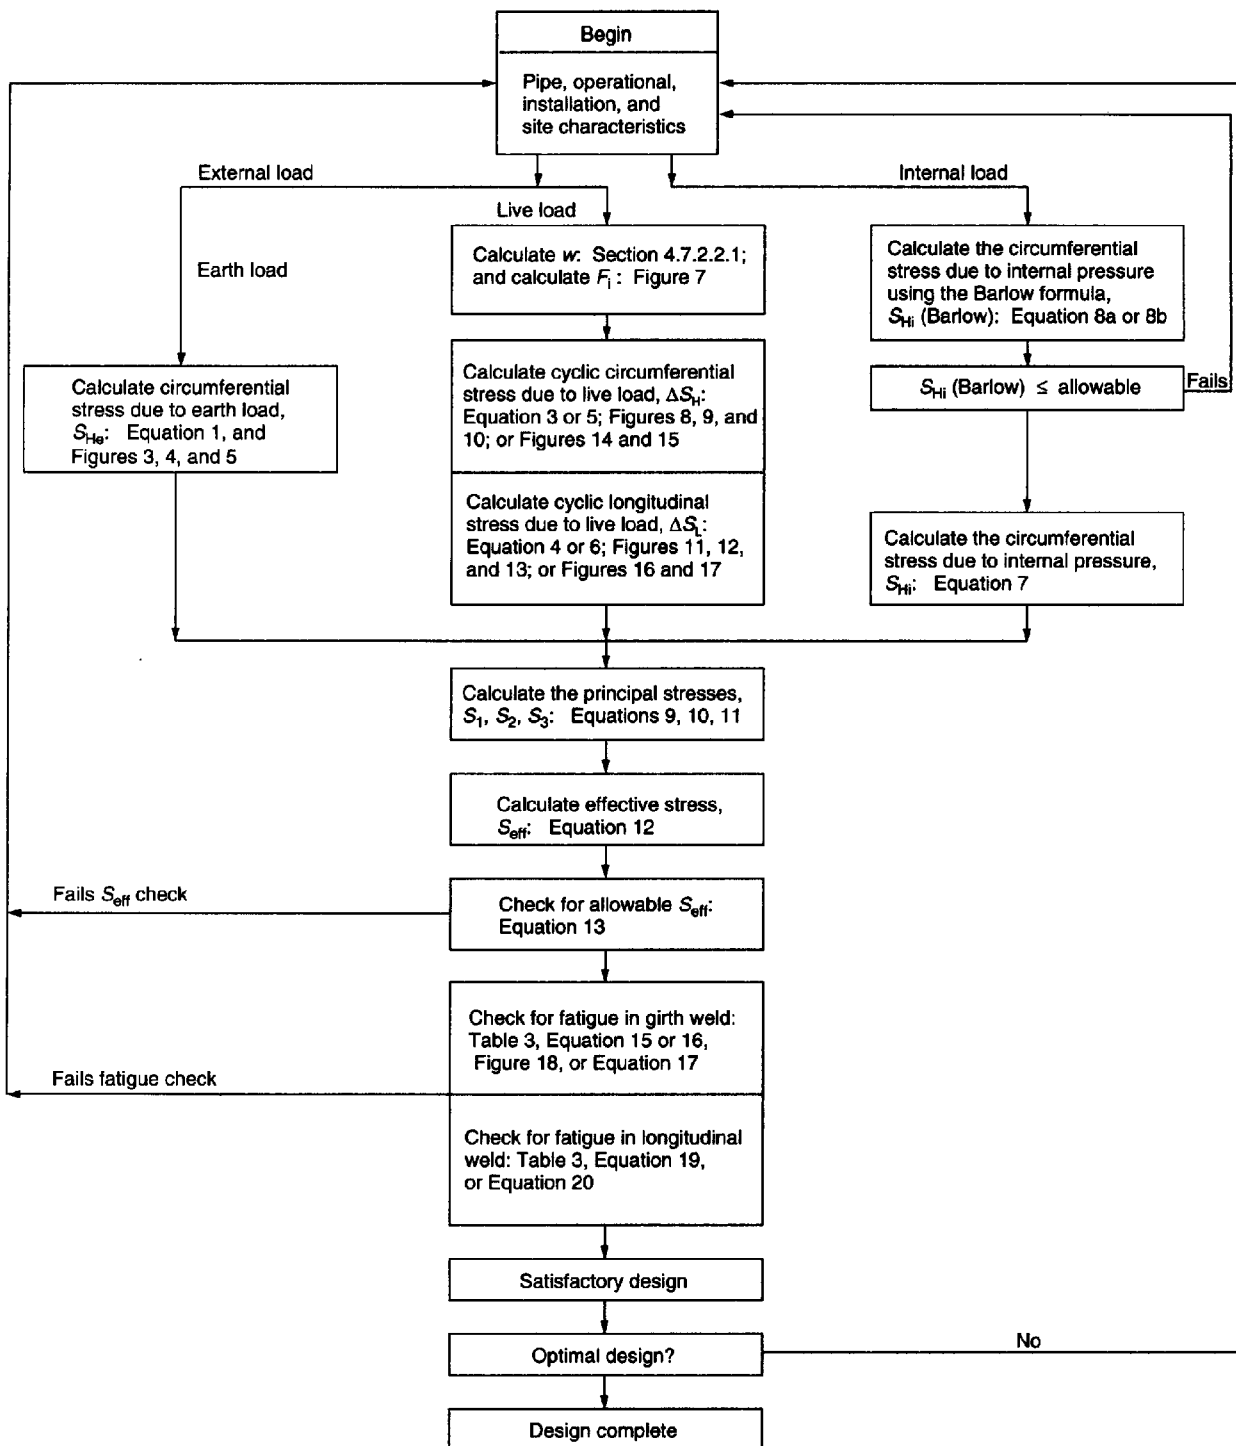 Begin
Pipe, operational,
installation, and
site characteristics
External load
Internal load
Live load
Earth load
Calculate w: Section 4.7.2.2.1;
and calculate Fi: Figure 7
Calculate the circumferential
stress due to internal pressure
using the Barlow formula,
SHi (Barlow): Equation 8a or 8b
Calculate circumferential
stress due to earth load,
SHe: Equation 1, and
Figures 3, 4, and 5
Calculate cyclic circumferential
stress due to live load, ΔSH:
Equation 3 or 5; Figures 8, 9, and
10; or Figures 14 and 15
SHi (Barlow) ≤ allowable
Fails
Calculate cyclic longitudinal
stress due to live load, ΔSL:
Equation 4 or 6; Figures 11, 12,
and 13; or Figures 16 and 17
Calculate the circumferential
stress due to internal pressure,
SHi: Equation 7
Calculate the principal stresses,
S1, S2, S3: Equations 9, 10, 11
Calculate effective stress,
Seff: Equation 12
Fails Seff check
Check for allowable Seff:
Equation 13
Check for fatigue in girth weld:
Table 3, Equation 15 or 16,
Figure 18, or Equation 17
Fails fatigue check
Check for fatigue in longitudinal
weld: Table 3, Equation 19,
or Equation 20
Satisfactory design
Optimal design?
No
Design complete